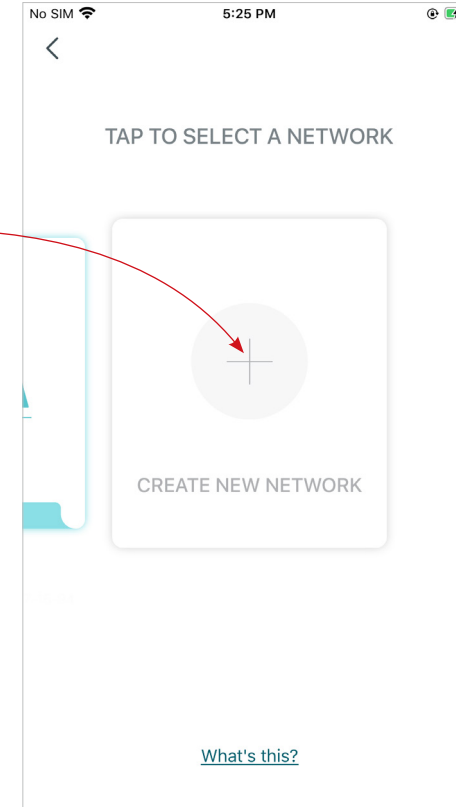 No SIM 5:25 PM
TAP TO SELECT A NETWORK
CREATE NEW NETWORK
What's this?